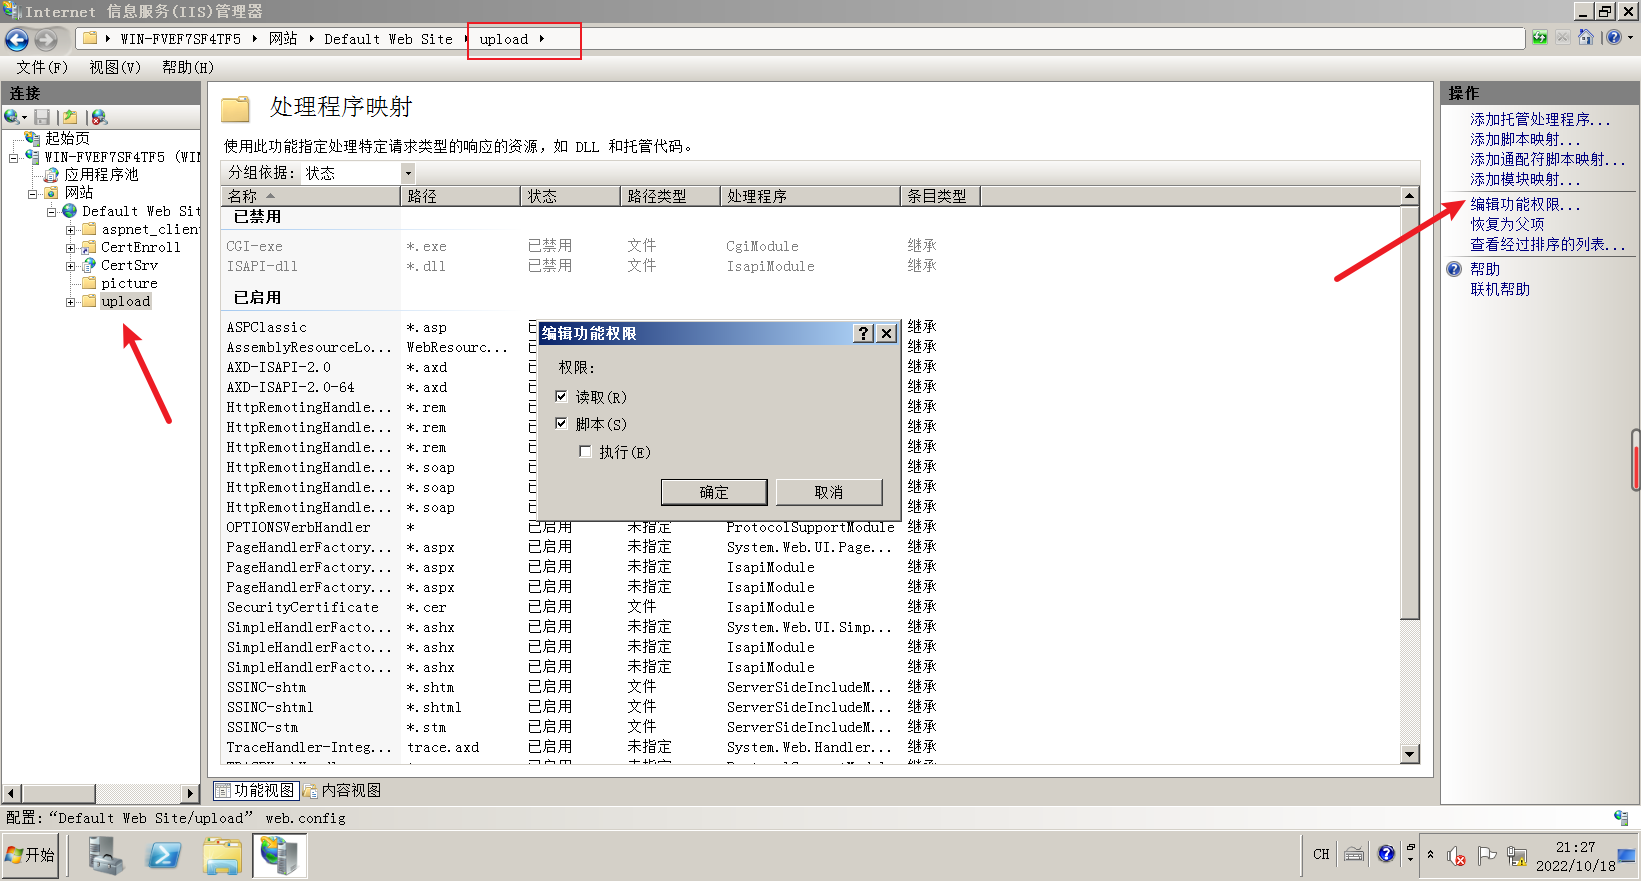 Internet 信息服务(IIS)管理器
WIN-FVEF7SF4TF5 网站 Default Web Site upload
文件(F) 视图(V) 帮助(H)
连接
起始页
WIN-FVEF7SF4TF5 (WIN
应用程序池
网站
Default Web Sit
aspnet_clien
CertEnroll
CertSrv
picture
upload
处理程序映射
使用此功能指定处理特定请求类型的响应的资源，如 DLL 和托管代码。
分组依据: 状态
名称 路径 状态 路径类型 处理程序 条目类型
已禁用
CGI-exe *.exe 已禁用 文件 CgiModule 继承
ISAPI-dll *.dll 已禁用 文件 IsapiModule 继承
已启用
ASPClassic *.asp 继承
AssemblyResourceLo... WebResourc... 继承
AXD-ISAPI-2.0 *.axd 继承
AXD-ISAPI-2.0-64 *.axd 继承
HttpRemotingHandle... *.rem 继承
HttpRemotingHandle... *.rem 继承
HttpRemotingHandle... *.rem 继承
HttpRemotingHandle... *.soap 继承
HttpRemotingHandle... *.soap 继承
HttpRemotingHandle... *.soap 继承
OPTIONSVerbHandler * 已启用 未指定 ProtocolSupportModule 继承
PageHandlerFactory... *.aspx 已启用 未指定 System.Web.UI.Page... 继承
PageHandlerFactory... *.aspx 已启用 未指定 IsapiModule 继承
PageHandlerFactory... *.aspx 已启用 未指定 IsapiModule 继承
SecurityCertificate *.cer 已启用 文件 IsapiModule 继承
SimpleHandlerFacto... *.ashx 已启用 未指定 System.Web.UI.Simp... 继承
SimpleHandlerFacto... *.ashx 已启用 未指定 IsapiModule 继承
SimpleHandlerFacto... *.ashx 已启用 未指定 IsapiModule 继承
SSINC-shtm *.shtm 已启用 文件 ServerSideIncludeM... 继承
SSINC-shtml *.shtml 已启用 文件 ServerSideIncludeM... 继承
SSINC-stm *.stm 已启用 文件 ServerSideIncludeM... 继承
TraceHandler-Integ... trace.axd 已启用 未指定 System.Web.Handler... 继承
编辑功能权限
权限:
读取(R)
脚本(S)
执行(E)
确定 取消
功能视图 内容视图
操作
添加托管处理程序...
添加脚本映射...
添加通配符脚本映射...
添加模块映射...
编辑功能权限...
恢复为父项
查看经过排序的列表...
帮助
联机帮助
配置:“Default Web Site/upload” web.config
开始
CH
21:27
2022/10/18